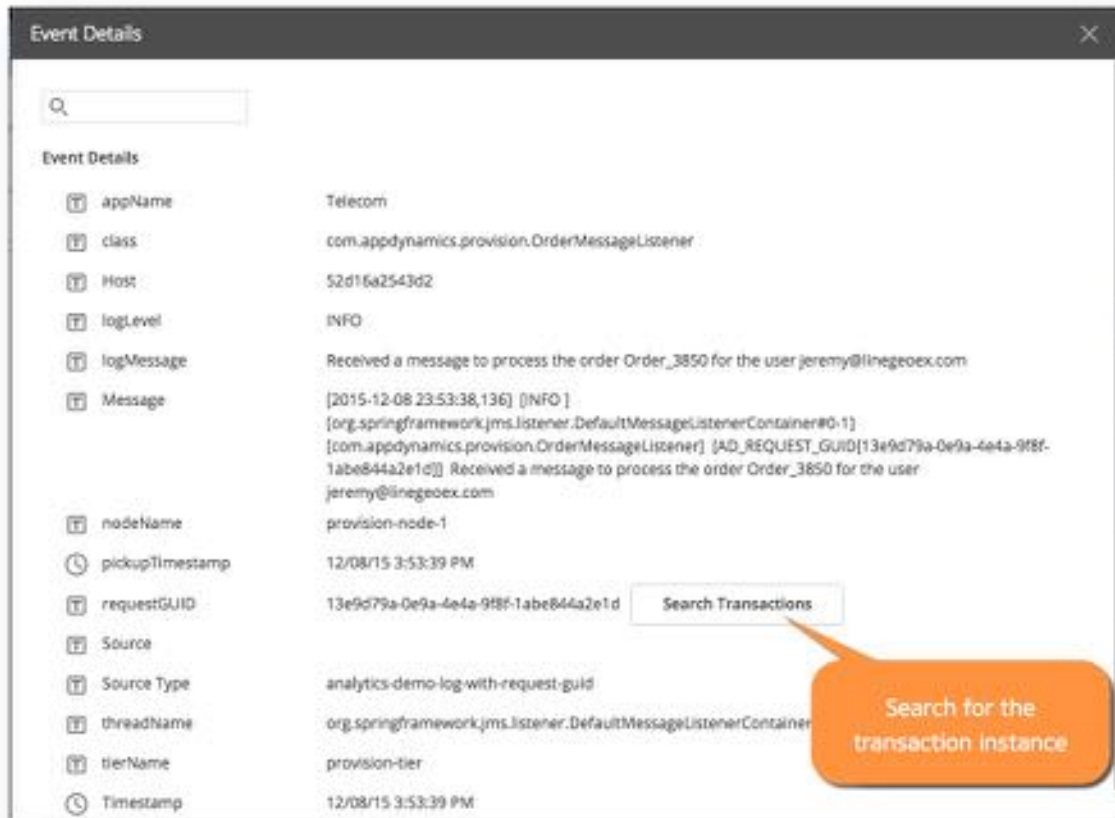 Event Details
Event Details
appName Telecom
class com.appdynamics.provision.OrderMessageListener
Host 52d16a2543d2
logLevel INFO
logMessage Received a message to process the order Order_3850 for the user jeremy@linegeoex.com
Message [2015-12-08 23:53:38,136] [INFO ]
[org.springframework.jms.listener.DefaultMessageListenerContainer#0-1]
[com.appdynamics.provision.OrderMessageListener] [AD_REQUEST_GUID[13e9d79a-0e9a-4e4a-9f8f-
1abe844a2e1d]] Received a message to process the order Order_3850 for the user
jeremy@linegeoex.com
nodeName provision-node-1
pickupTimestamp 12/08/15 3:53:39 PM
requestGUID 13e9d79a-0e9a-4e4a-9f8f-1abe844a2e1d Search Transactions
Source
Source Type analytics-demo-log-with-request-guid
threadName org.springframework.jms.listener.DefaultMessageListenerContainer
tierName provision-tier
Timestamp 12/08/15 3:53:39 PM
Search for the
transaction instance